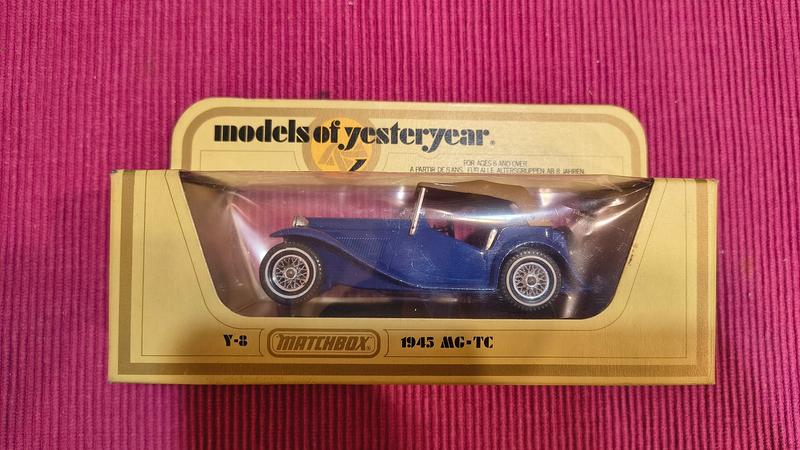 models of yesteryear®
FOR AGES 8 AND OVER.
A PARTIR DE 8 ANS. FÜR ALLE ALTERSGRUPPEN AB 8 JAHREN.
Y-8 MATCHBOX® 1945 MG-TC